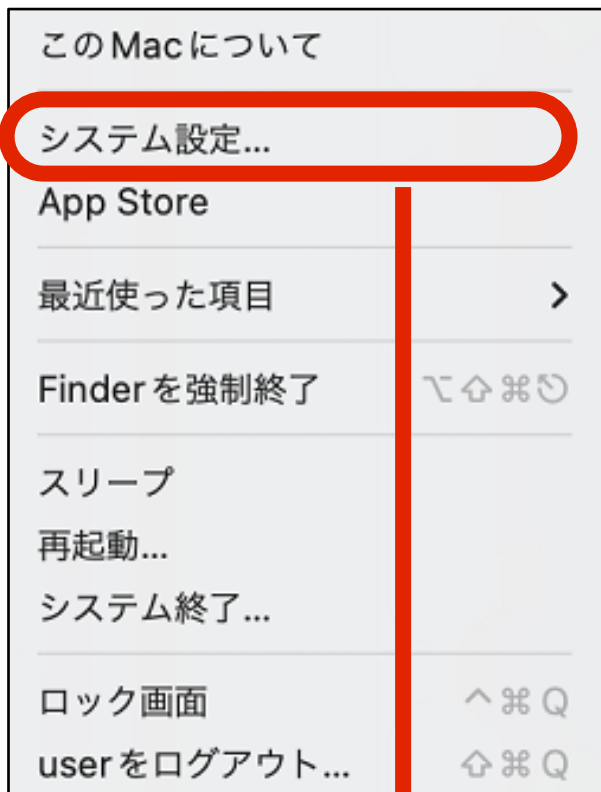 このMacについて
システム設定...
App Store
最近使った項目 >
Finderを強制終了 ⌥⇧⌘⎋
スリープ
再起動...
システム終了...
ロック画面 ^⌘Q
userをログアウト... ⇧⌘Q